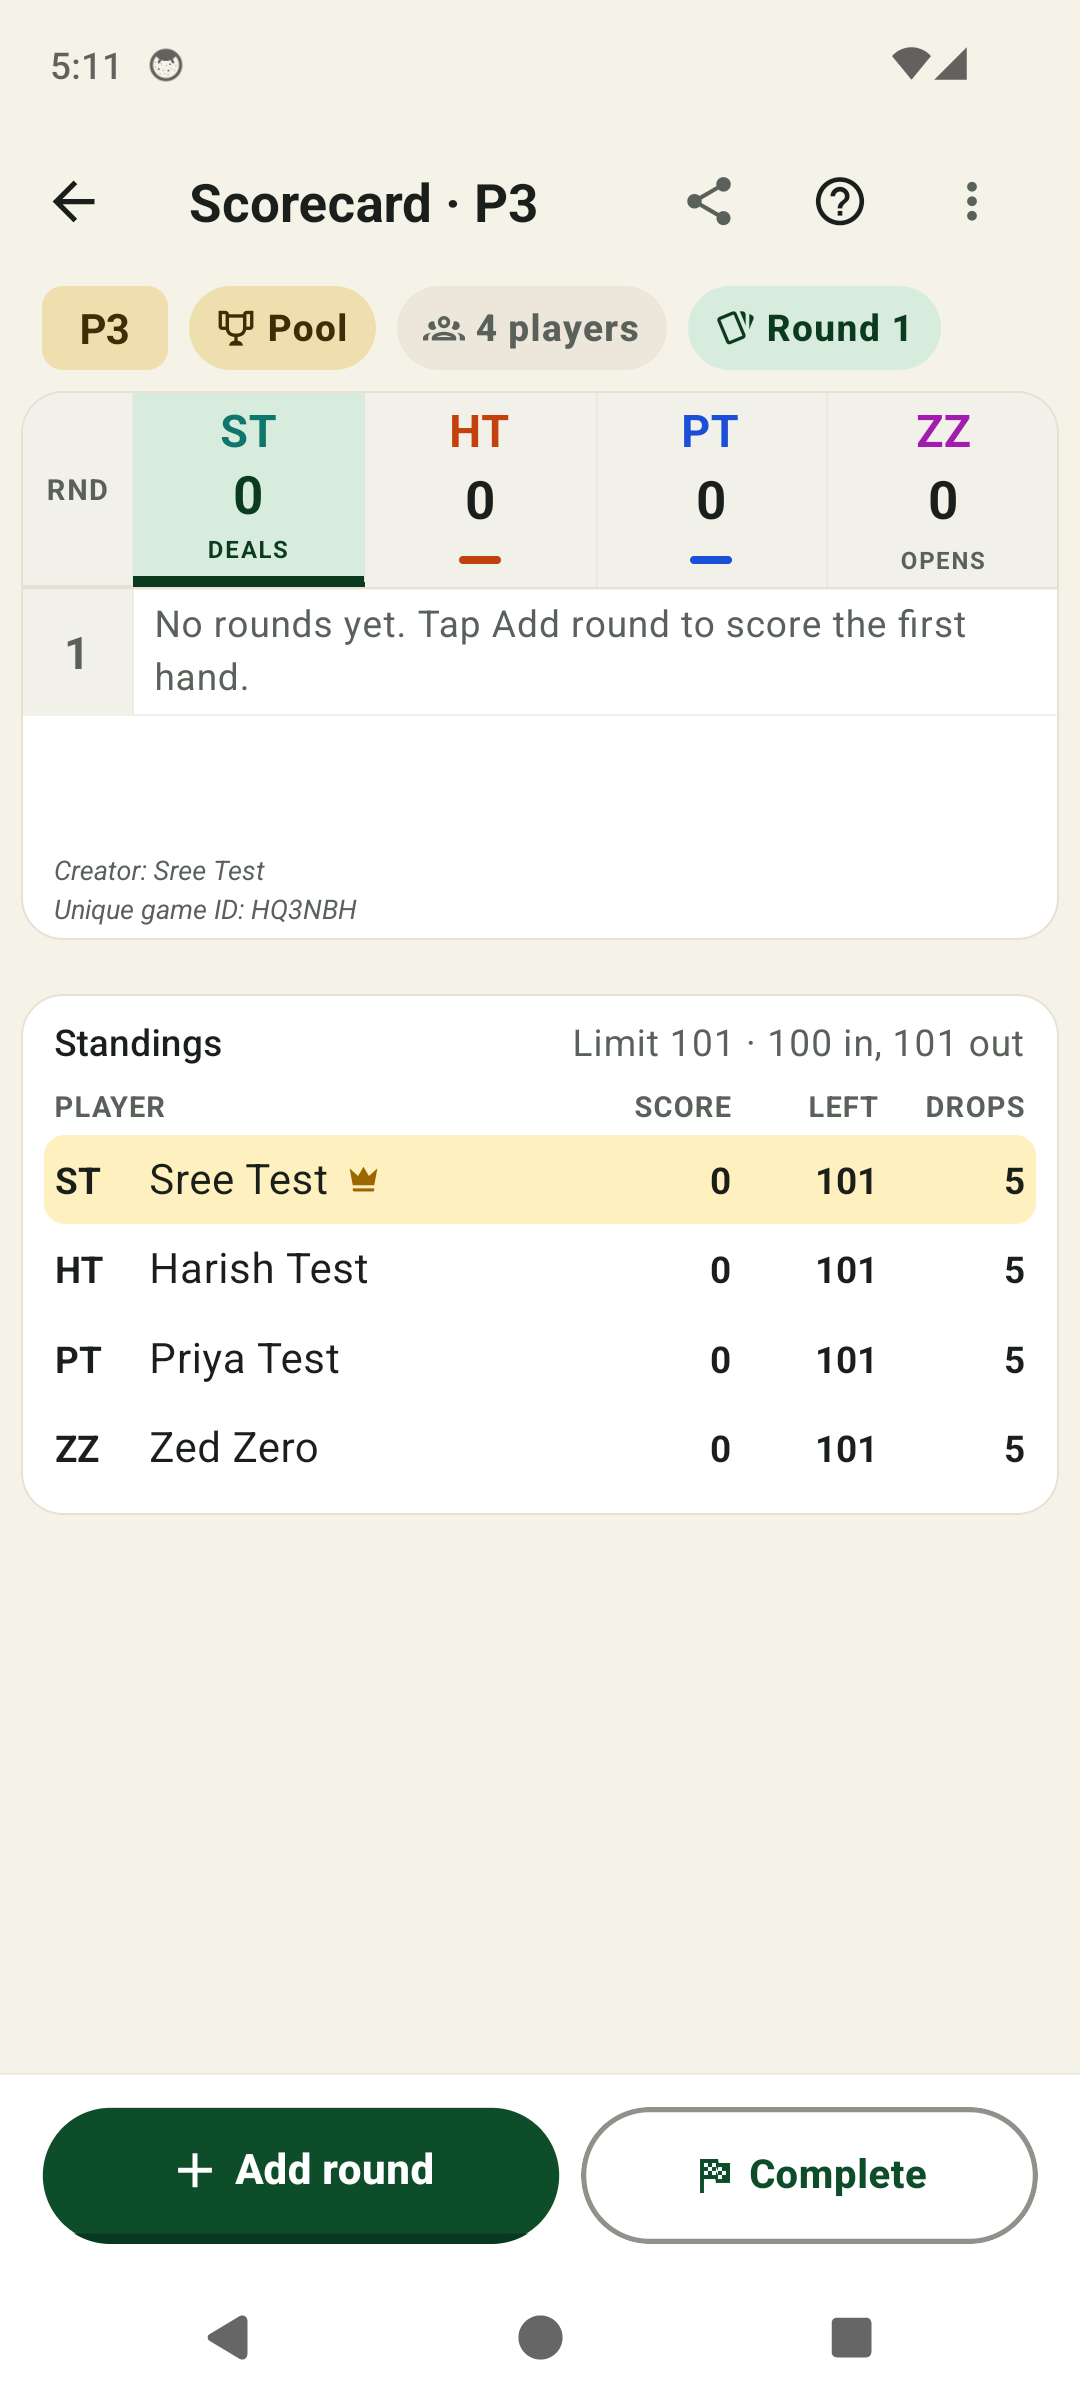 5:11
Scorecard · P3
P3
Pool
4 players
Round 1
RND
ST
HT
PT
ZZ
0
0
0
0
DEALS
OPENS
1
No rounds yet. Tap Add round to score the first
hand.
Creator: Sree Test
Unique game ID: HQ3NBH
Standings
Limit 101 · 100 in, 101 out
PLAYER SCORE LEFT DROPS
ST Sree Test 0 101 5
HT Harish Test 0 101 5
PT Priya Test 0 101 5
ZZ Zed Zero 0 101 5
Add round
Complete